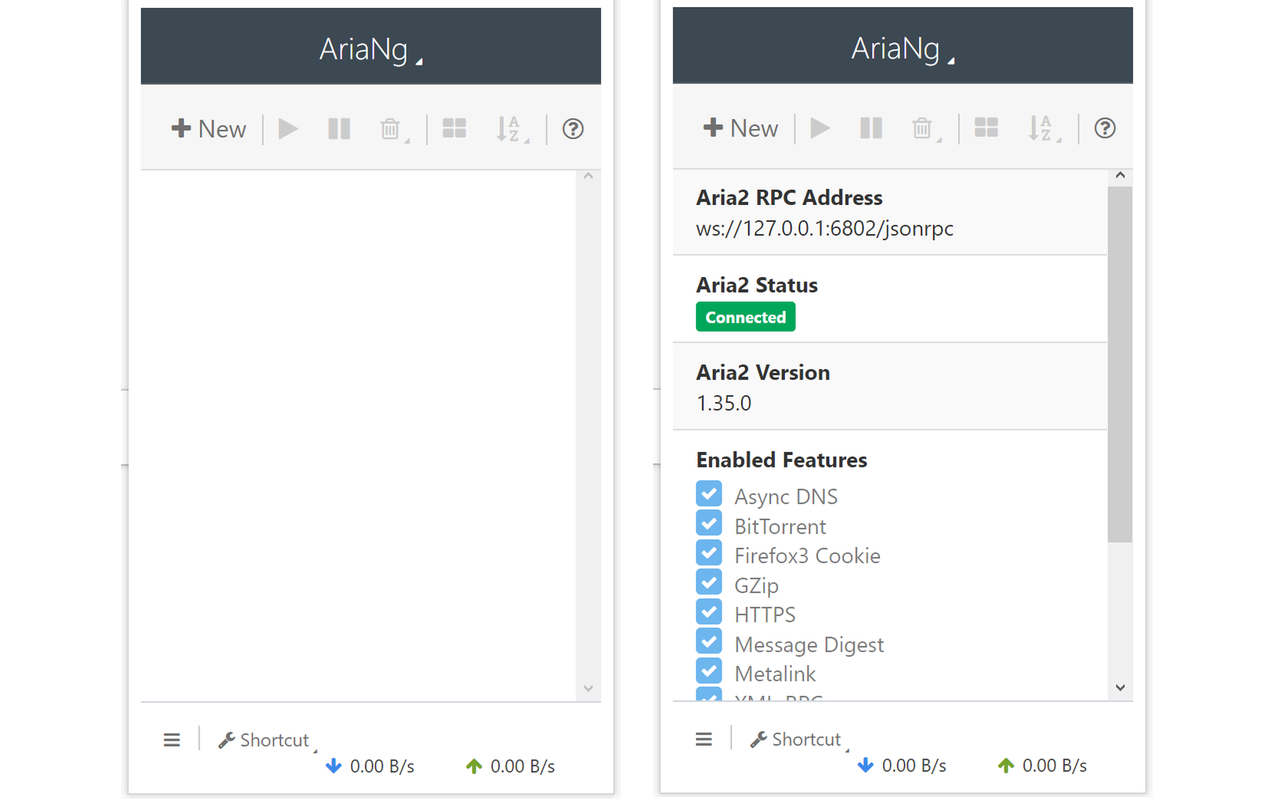 AriaNg
New
Shortcut
0.00 B/s 0.00 B/s
AriaNg
New
Aria2 RPC Address
ws://127.0.0.1:6802/jsonrpc
Aria2 Status
Connected
Aria2 Version
1.35.0
Enabled Features
Async DNS
BitTorrent
Firefox3 Cookie
GZip
HTTPS
Message Digest
Metalink
XML-RPC
Shortcut
0.00 B/s 0.00 B/s